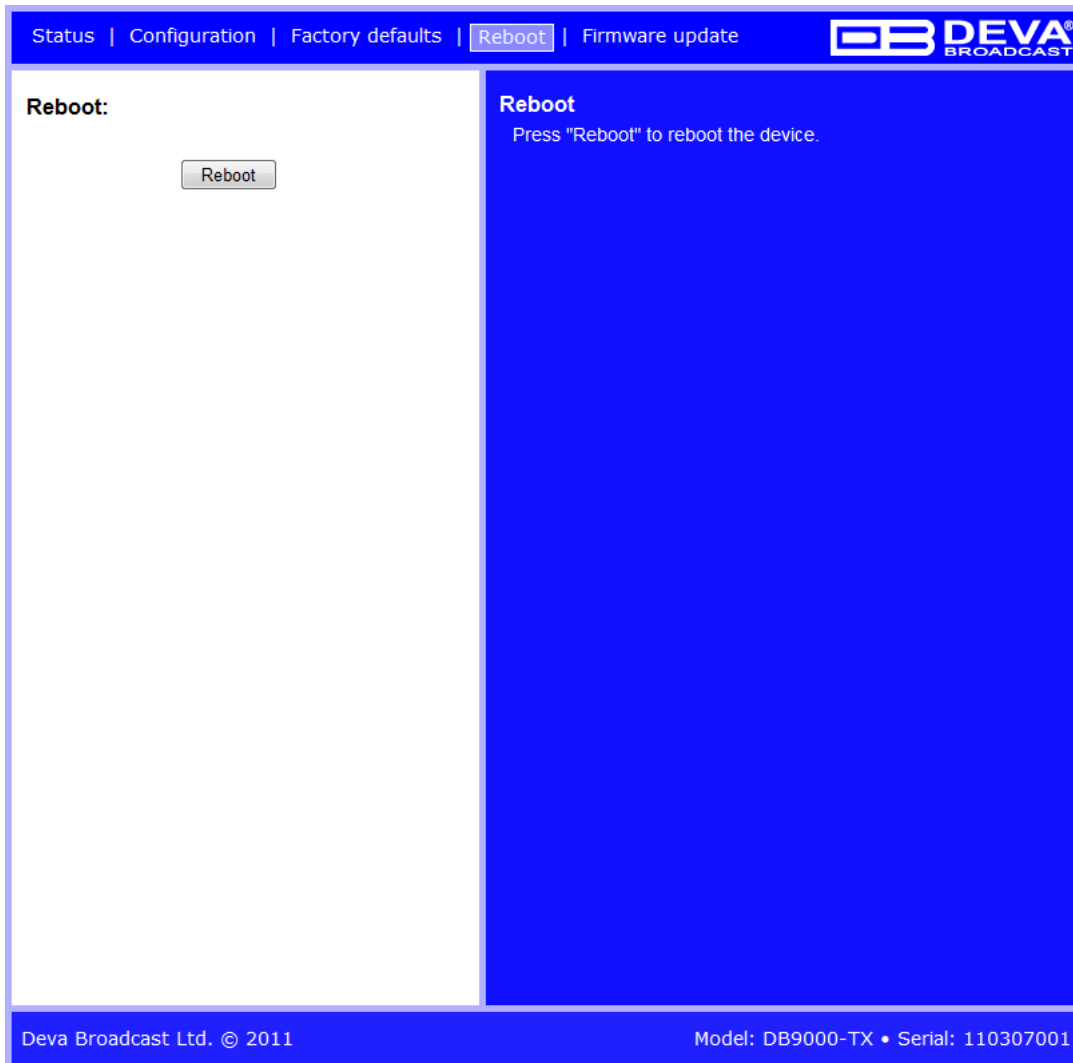 Status | Configuration | Factory defaults | Reboot | Firmware update
DB DEVA®
BROADCAST
Reboot:
Reboot
Reboot
Press "Reboot" to reboot the device.
Deva Broadcast Ltd. © 2011
Model: DB9000-TX • Serial: 110307001